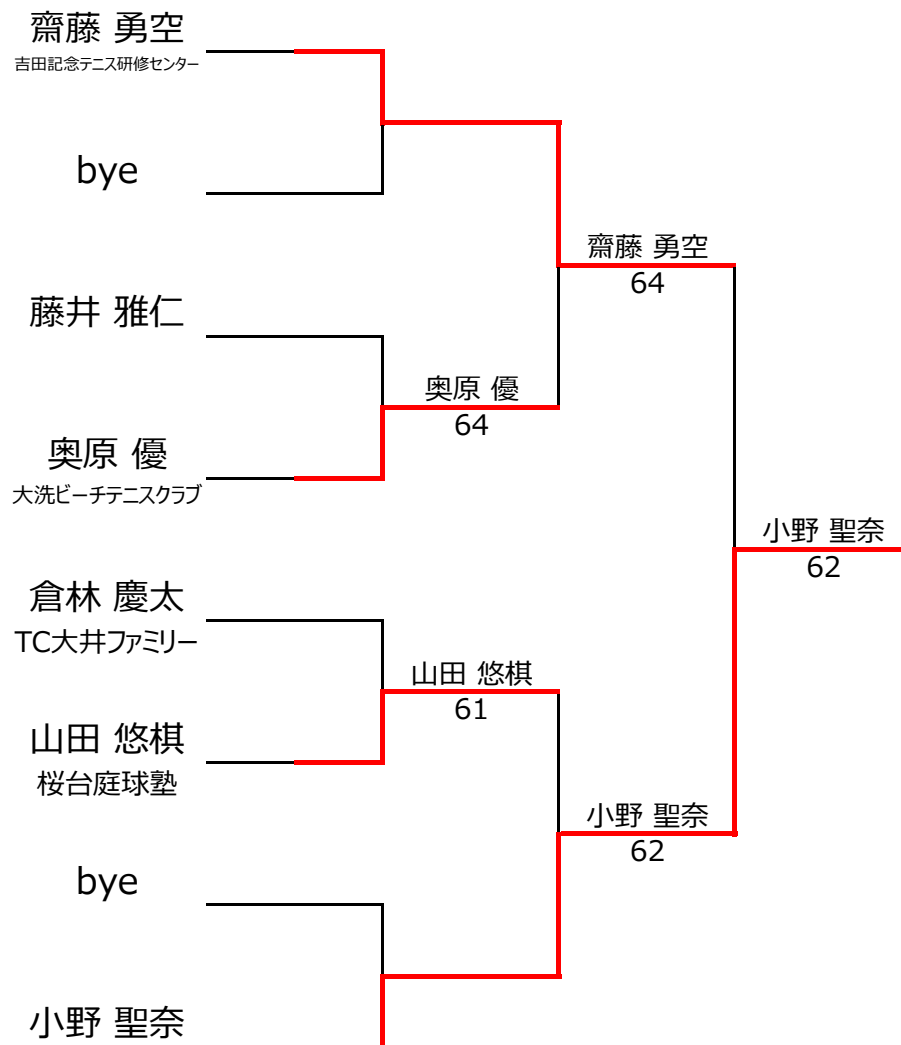 齋藤 勇空
吉田記念テニス研修センター
bye
齋藤 勇空
64
藤井 雅仁
奥原 優
64
奥原 優
大洗ビーチテニスクラブ
小野 聖奈
62
倉林 慶太
TC大井ファミリー
山田 悠棋
61
山田 悠棋
桜台庭球塾
小野 聖奈
62
bye
小野 聖奈